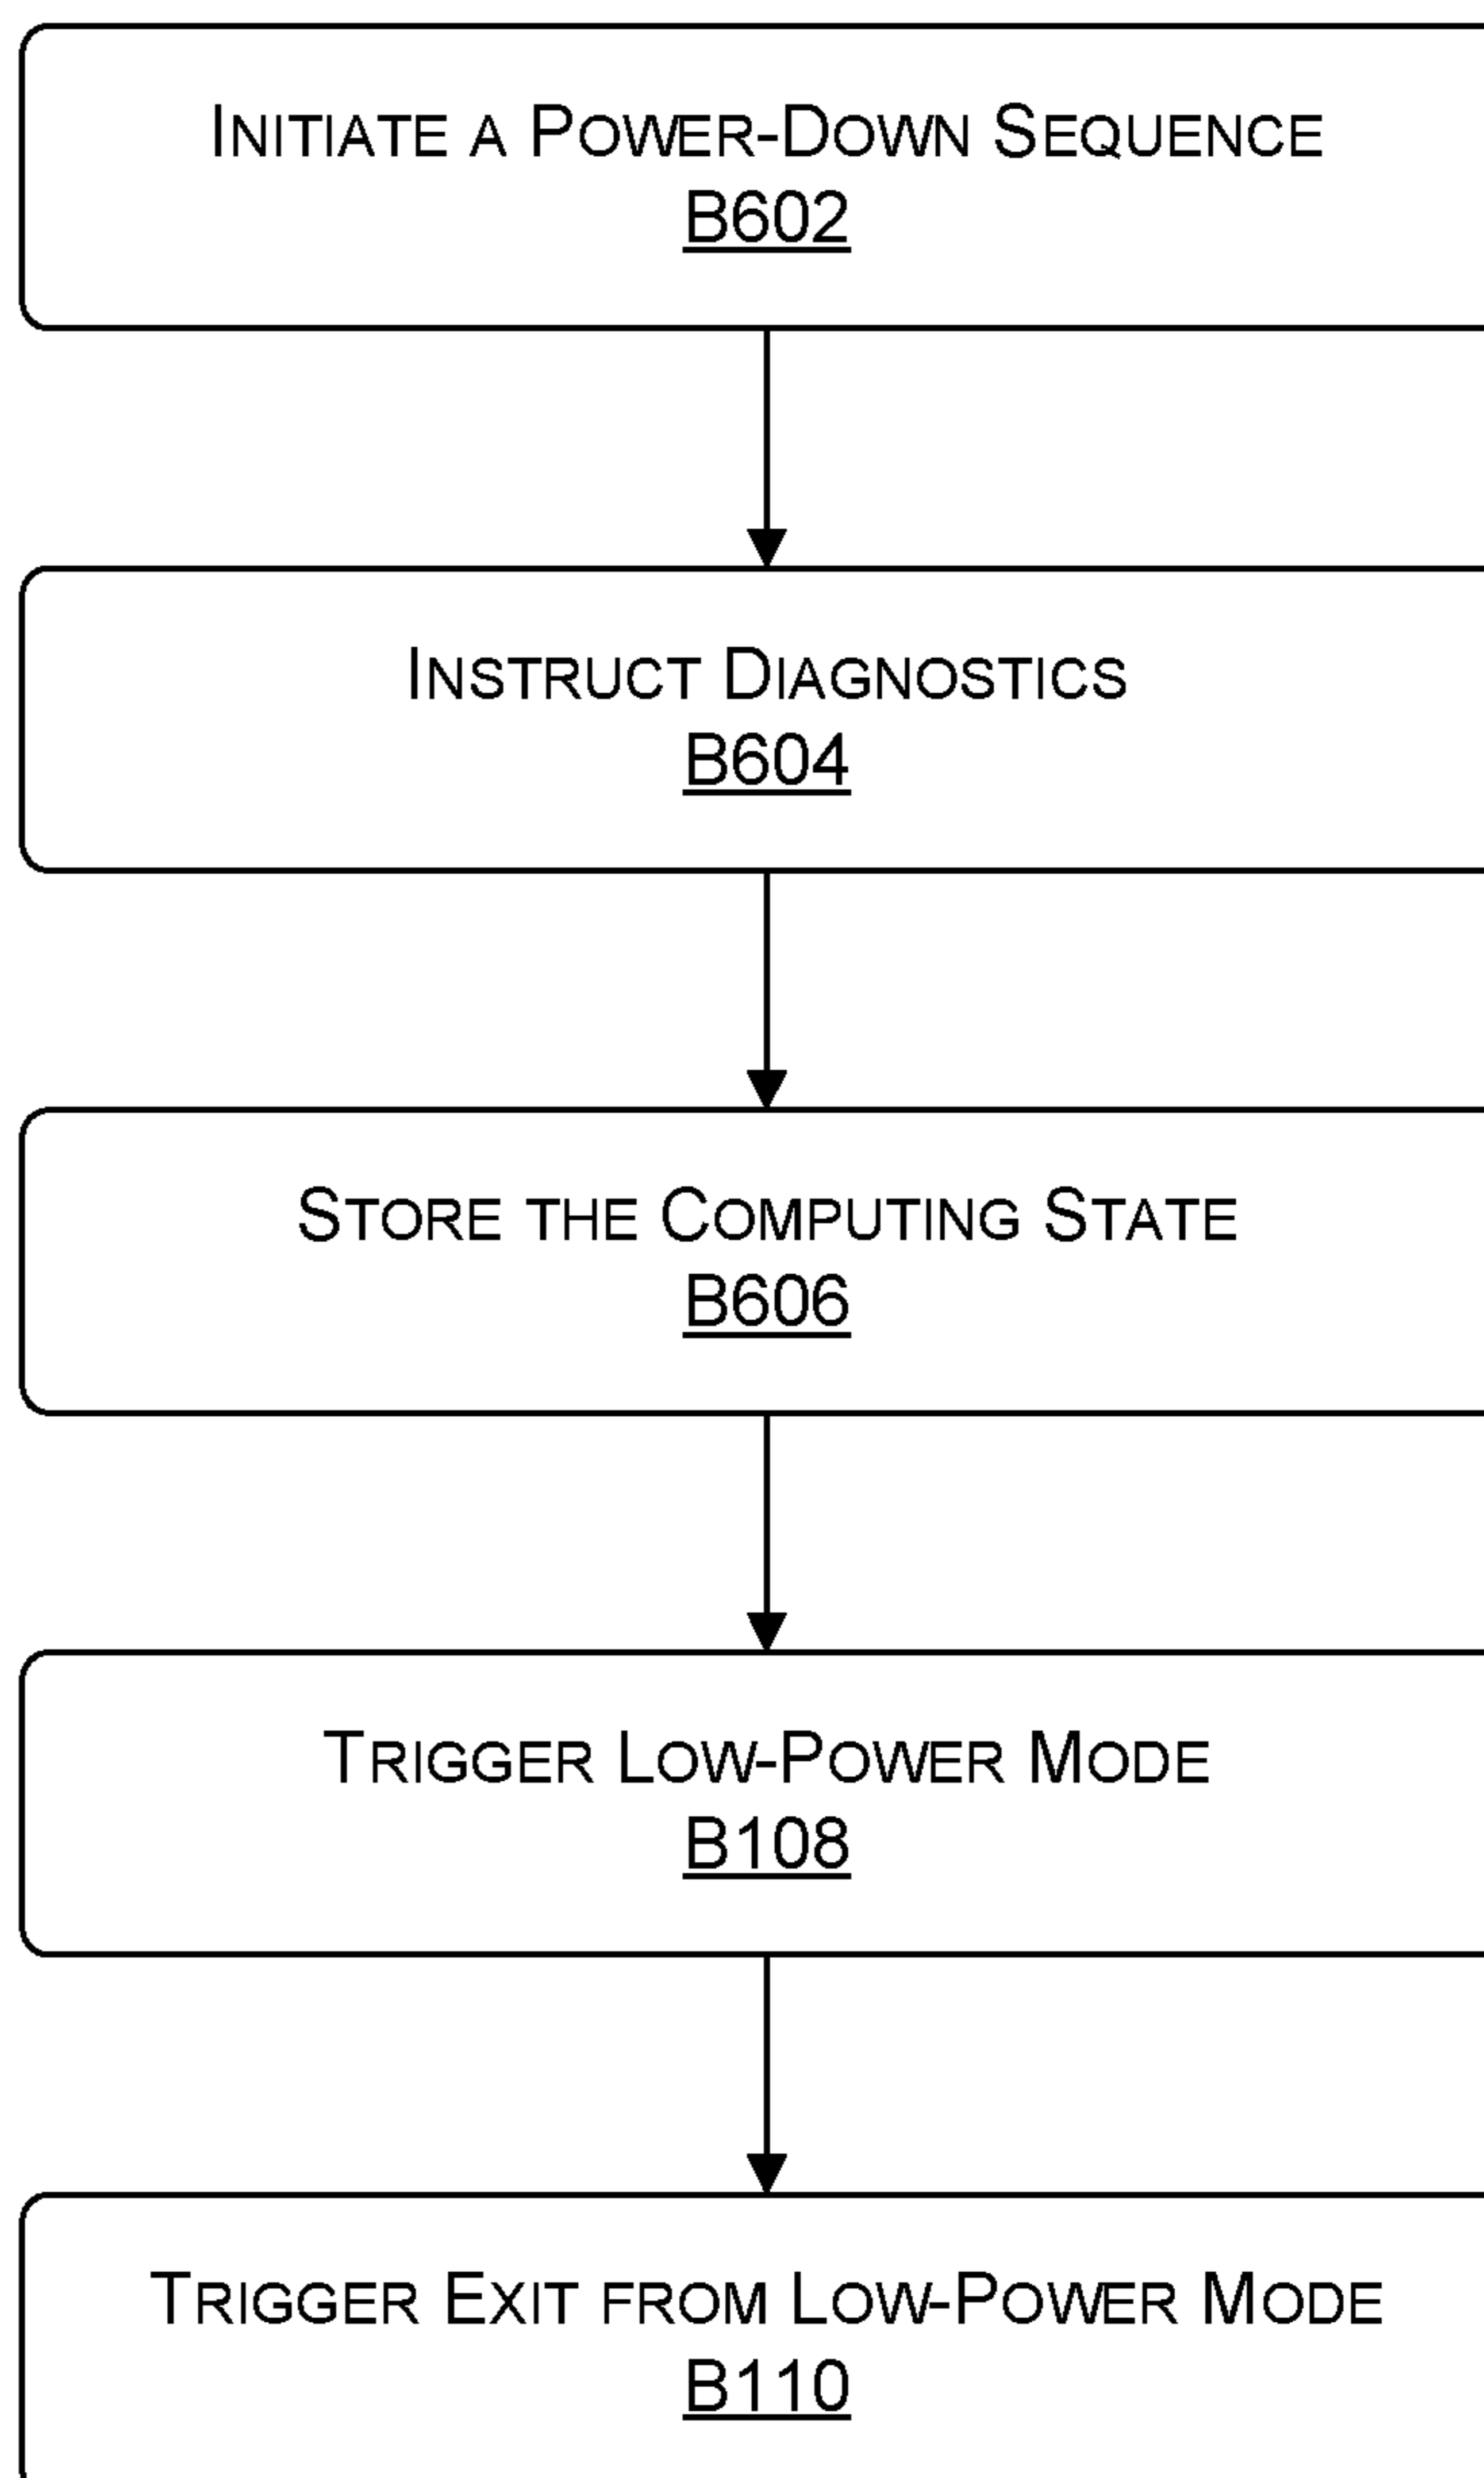 INITIATE A POWER-DOWN SEQUENCE
B602
INSTRUCT DIAGNOSTICS
B604
STORE THE COMPUTING STATE
B606
TRIGGER LOW-POWER MODE
B108
TRIGGER EXIT FROM LOW-POWER MODE
B110